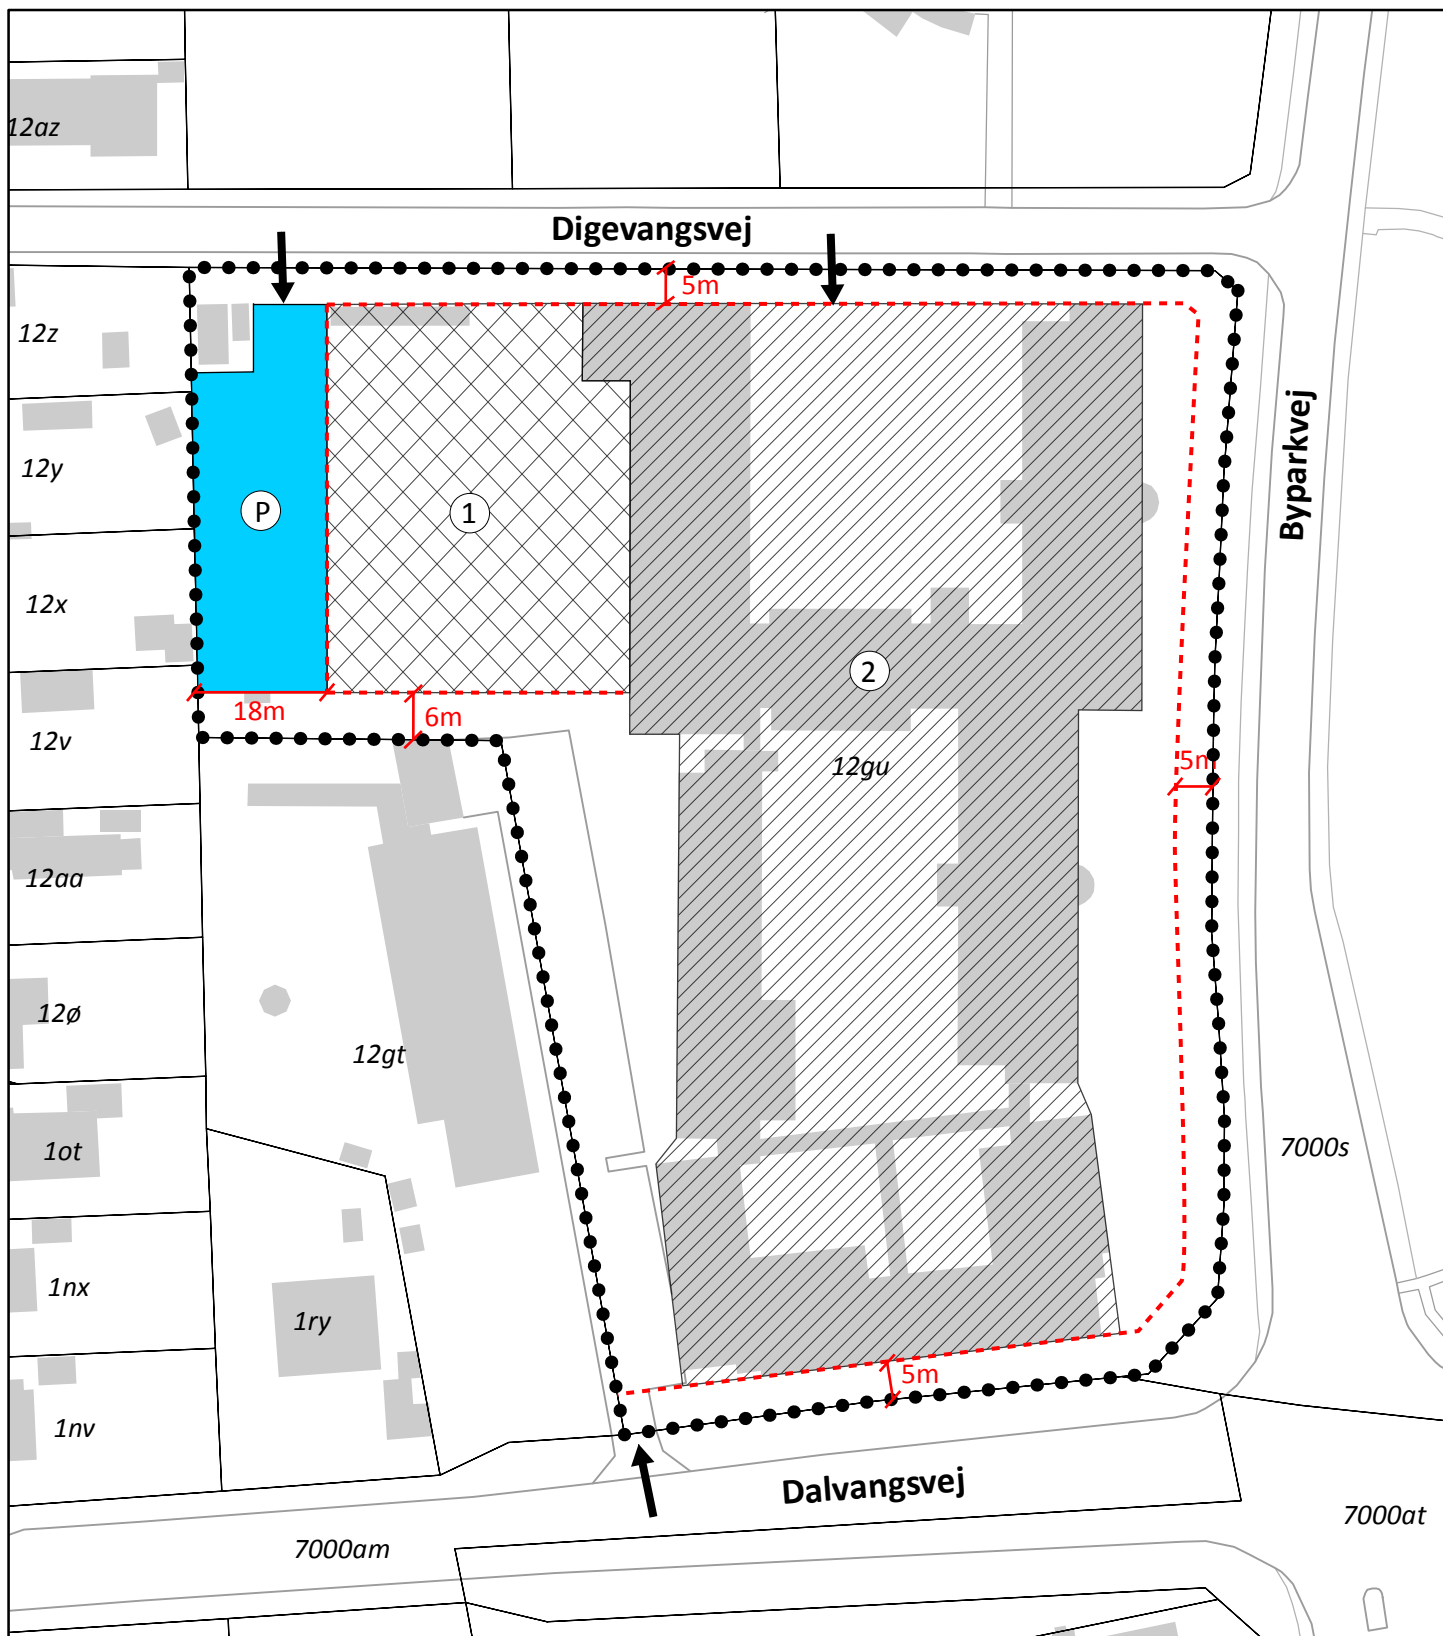 12az
Digevangsvej
5m
12z
Byparkvej
12y
P
1
12x
2
18m
6m
12v
12gu
5m
12aa
12ø
12gt
1ot
7000s
1nx
1ry
5m
1nv
Dalvangsvej
7000at
7000am